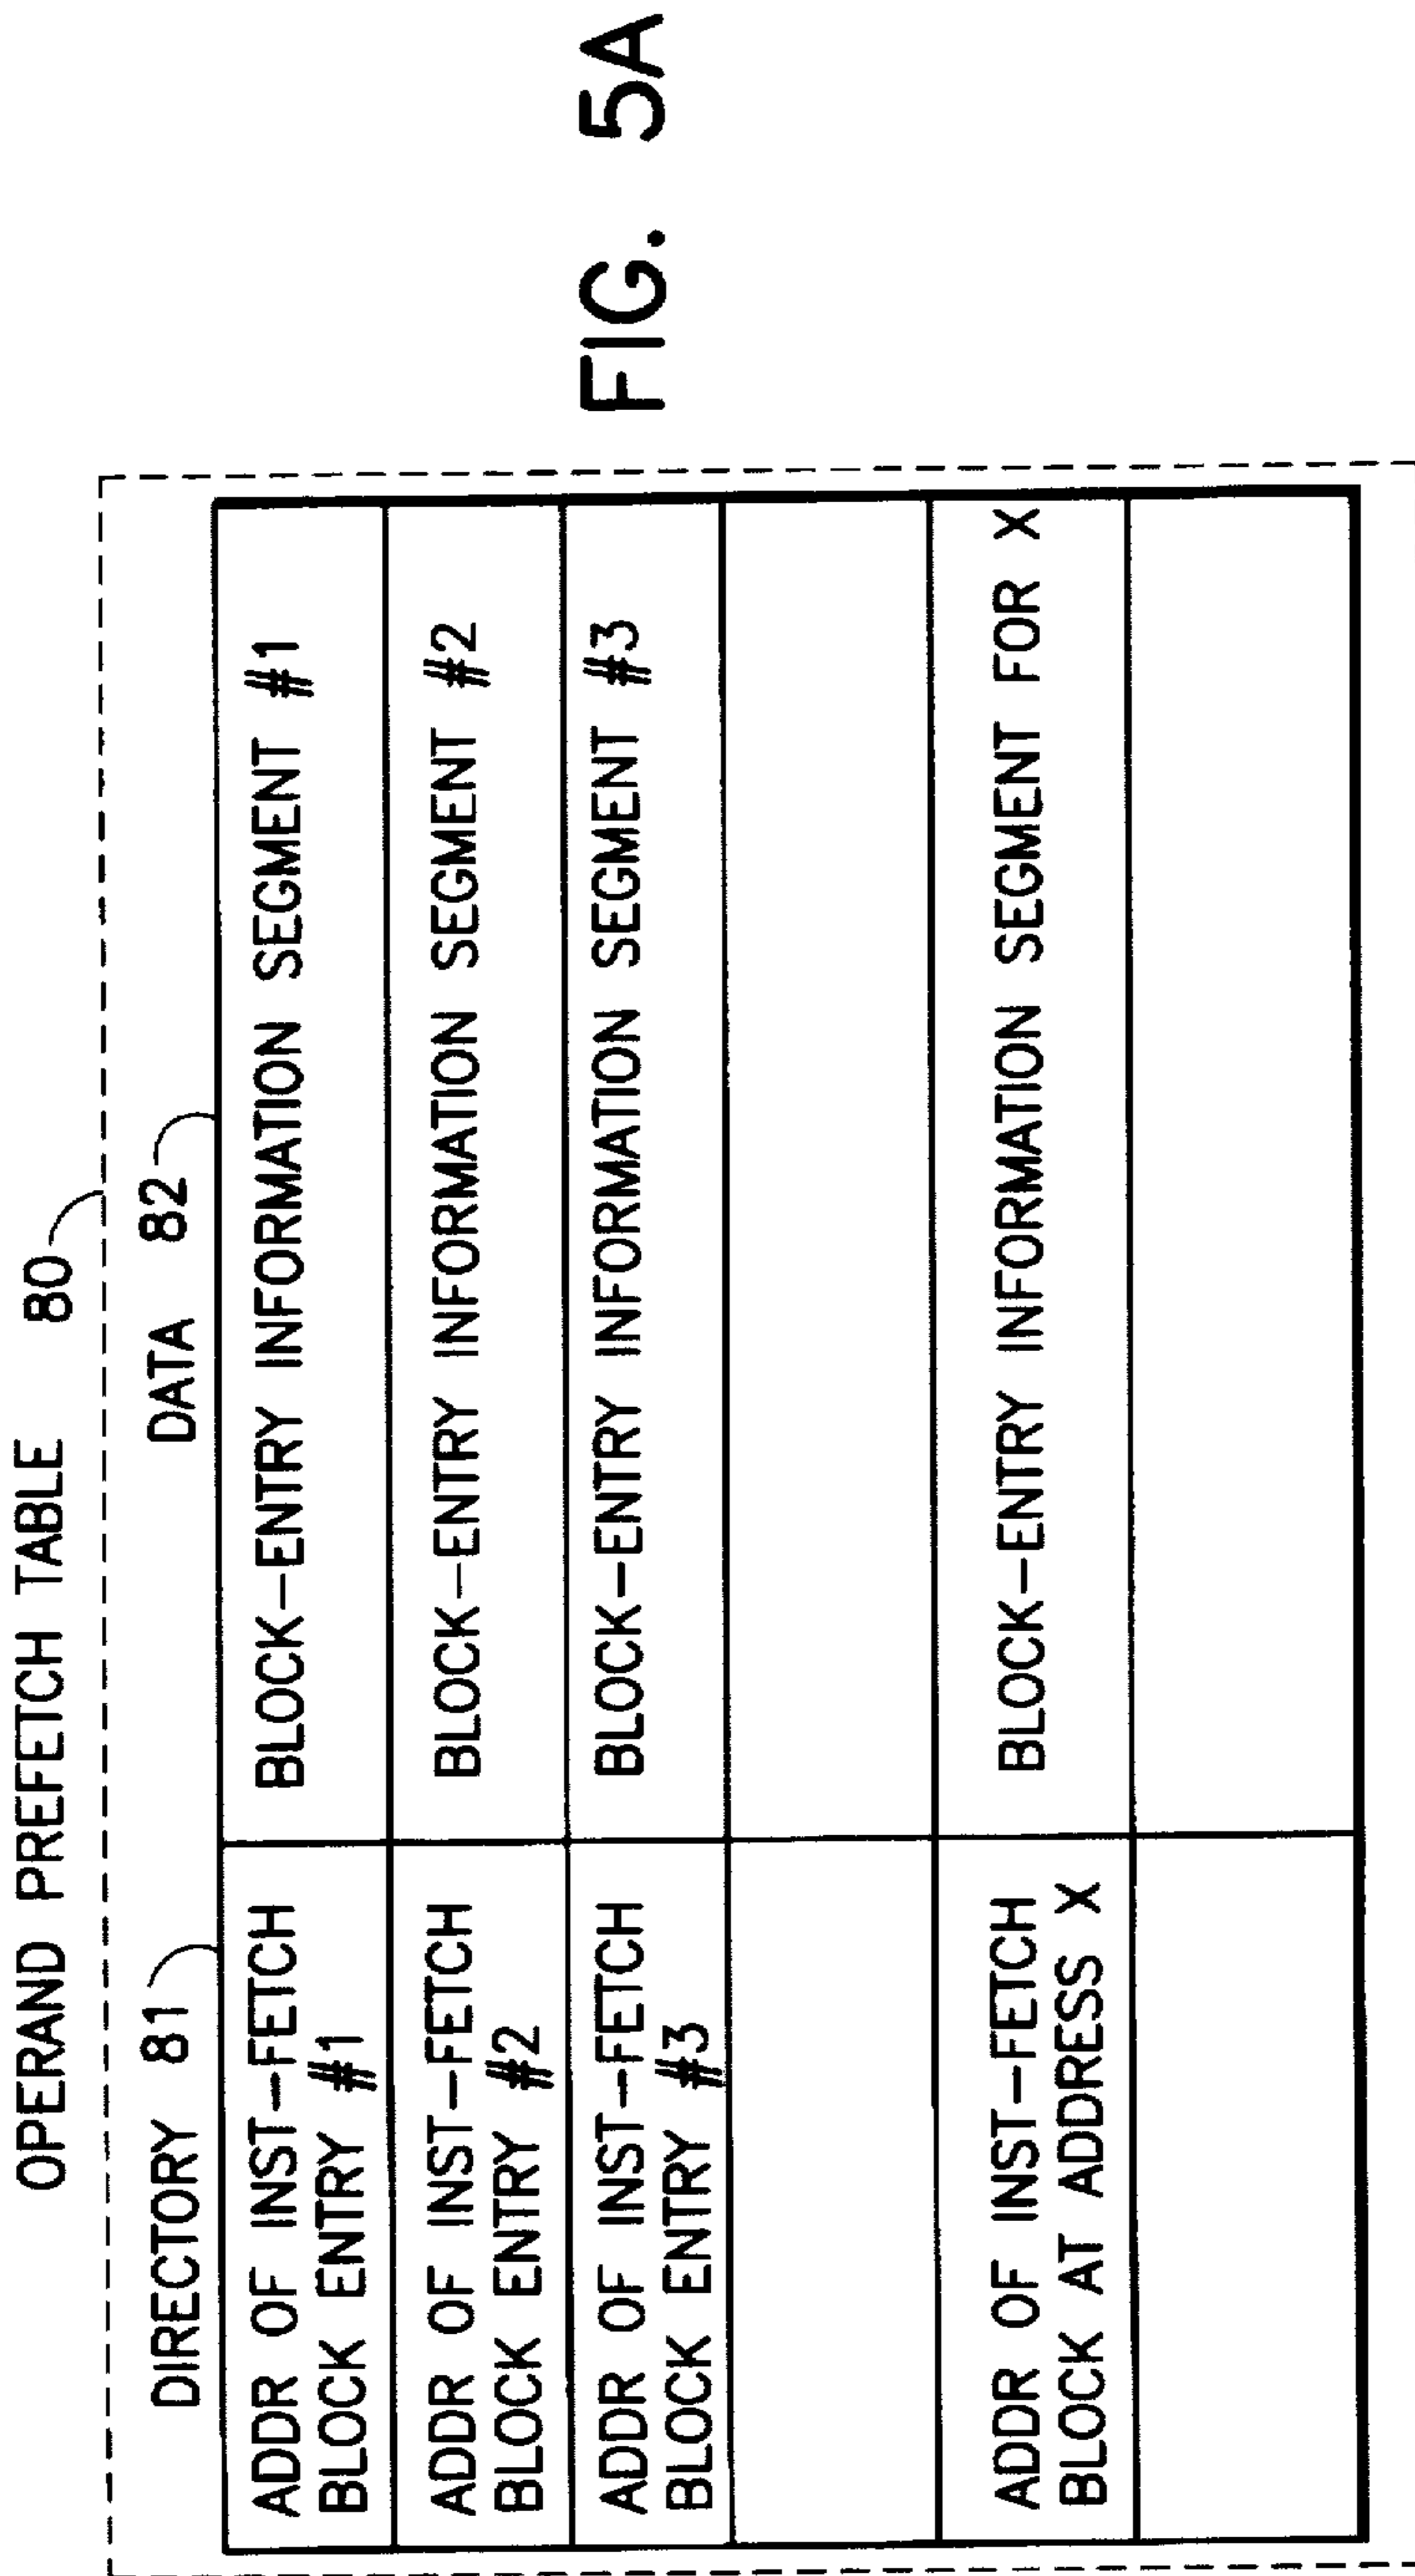 OPERAND PREFETCH TABLE 80
DIRECTORY 81
DATA 82
ADDR OF INST-FETCH
BLOCK ENTRY #1
BLOCK-ENTRY INFORMATION SEGMENT #1
ADDR OF INST-FETCH
BLOCK ENTRY #2
BLOCK-ENTRY INFORMATION SEGMENT #2
ADDR OF INST-FETCH
BLOCK ENTRY #3
BLOCK-ENTRY INFORMATION SEGMENT #3
ADDR OF INST-FETCH
BLOCK AT ADDRESS X
BLOCK-ENTRY INFORMATION SEGMENT FOR X
FIG. 5A